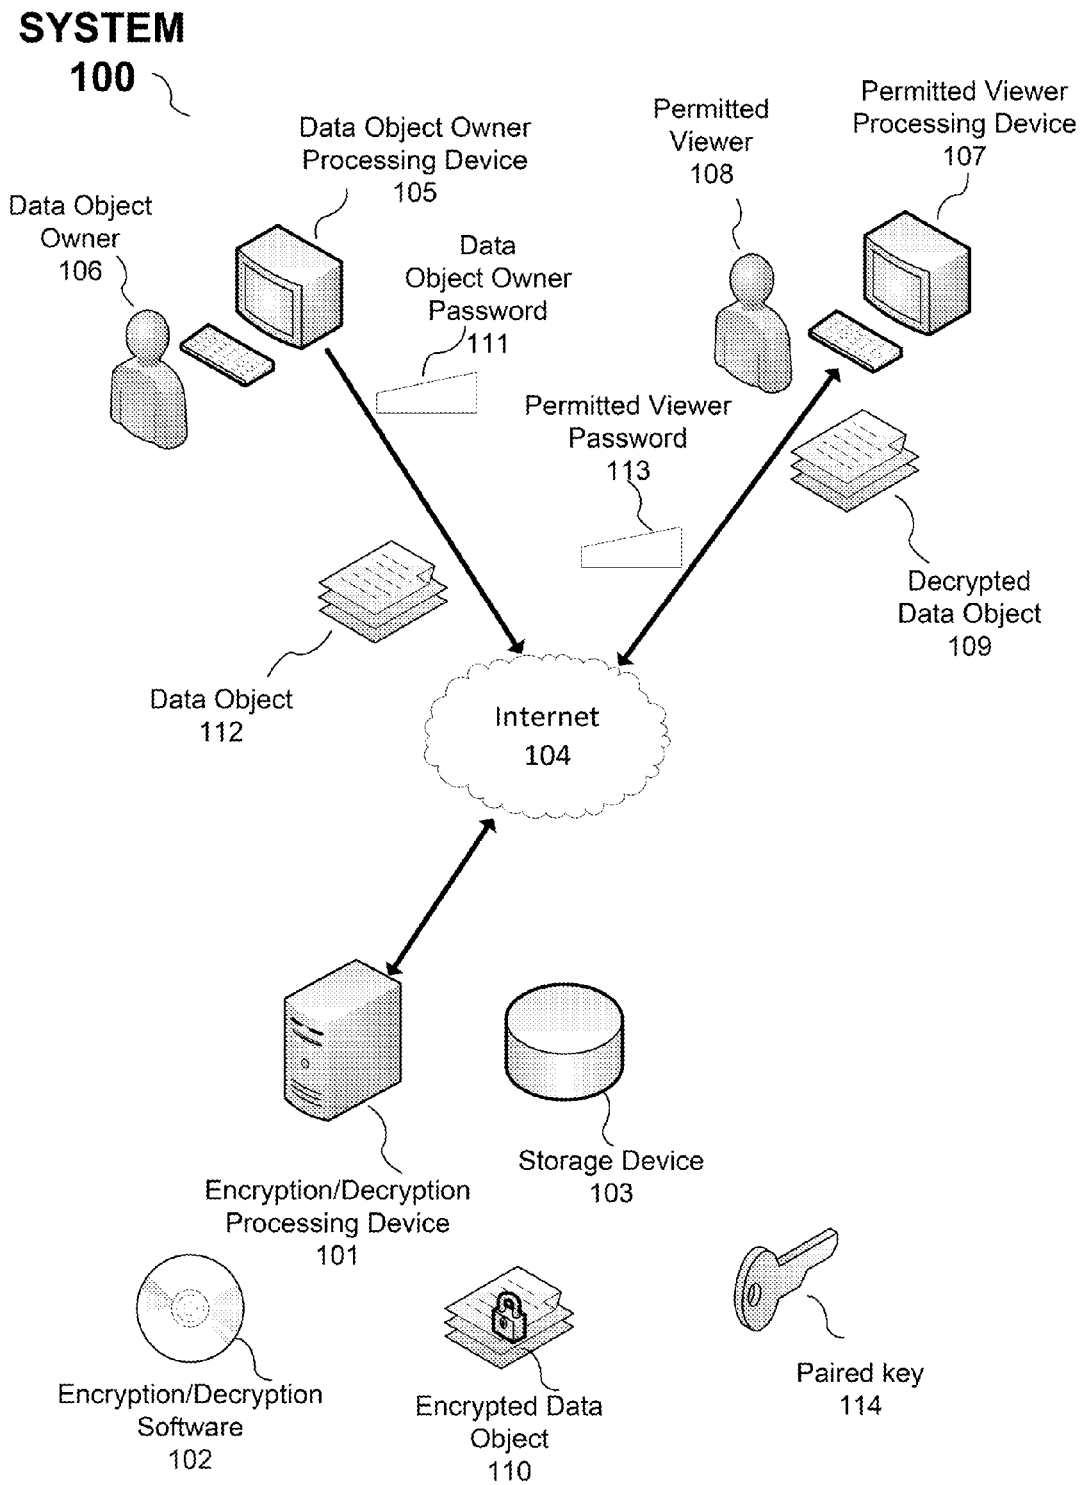 SYSTEM
100
Data Object Owner
Processing Device
105
Permitted
Viewer
108
Permitted Viewer
Processing Device
107
Data Object
Owner
106
Data
Object Owner
Password
111
Permitted Viewer
Password
113
Decrypted
Data Object
109
Data Object
112
Internet
104
Encryption/Decryption
Processing Device
101
Storage Device
103
Encryption/Decryption
Software
102
Encrypted Data
Object
110
Paired key
114